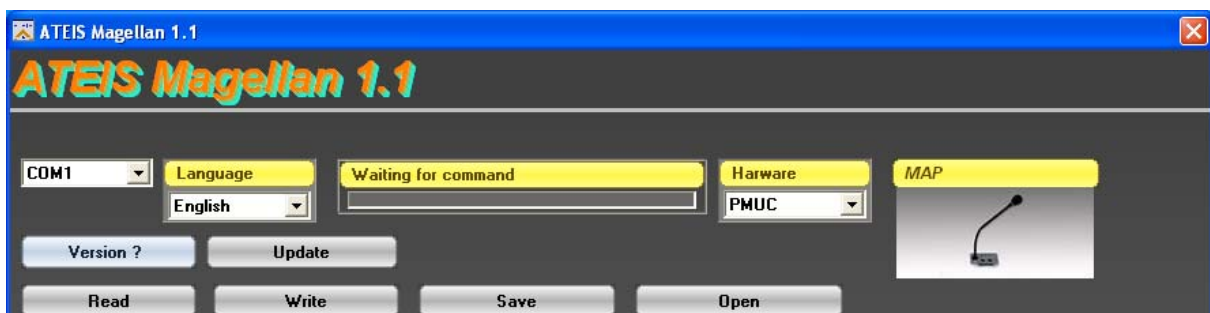 ATEIS Magellan 1.1
ATEIS Magellan 1.1
COM1
Language
English
Waiting for command
Harware
PMUC
MAP
Version ?
Update
Read
Write
Save
Open